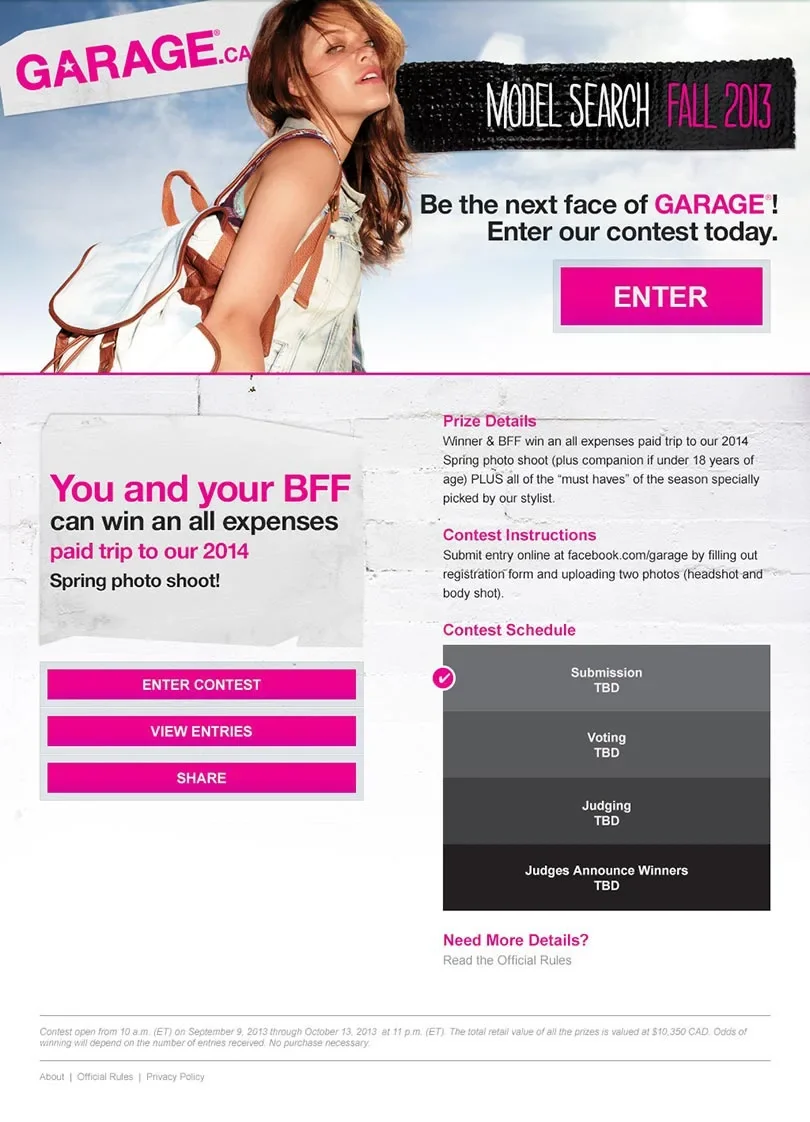 GARAGE®.CA
MODEL SEARCH FALL 2013
Be the next face of GARAGE®!
Enter our contest today.
ENTER
You and your BFF
can win an all expenses
paid trip to our 2014
Spring photo shoot!
ENTER CONTEST
VIEW ENTRIES
SHARE
Prize Details
Winner & BFF win an all expenses paid trip to our 2014
Spring photo shoot (plus companion if under 18 years of
age) PLUS all of the “must haves” of the season specially
picked by our stylist.
Contest Instructions
Submit entry online at facebook.com/garage by filling out
registration form and uploading two photos (headshot and
body shot).
Contest Schedule
Submission
TBD
Voting
TBD
Judging
TBD
Judges Announce Winners
TBD
Need More Details?
Read the Official Rules
Contest open from 10 a.m. (ET) on September 9, 2013 through October 13, 2013 at 11 p.m. (ET). The total retail value of all the prizes is valued at $10,350 CAD. Odds of
winning will depend on the number of entries received. No purchase necessary.
About | Official Rules | Privacy Policy